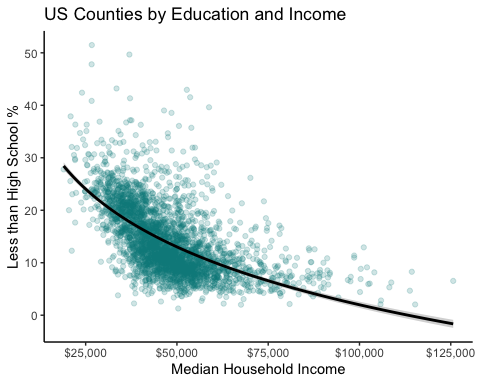 US Counties by Education and Income
Less than High School %
50
40
30
20
10
0
$25,000 $50,000 $75,000 $100,000 $125,000
Median Household Income